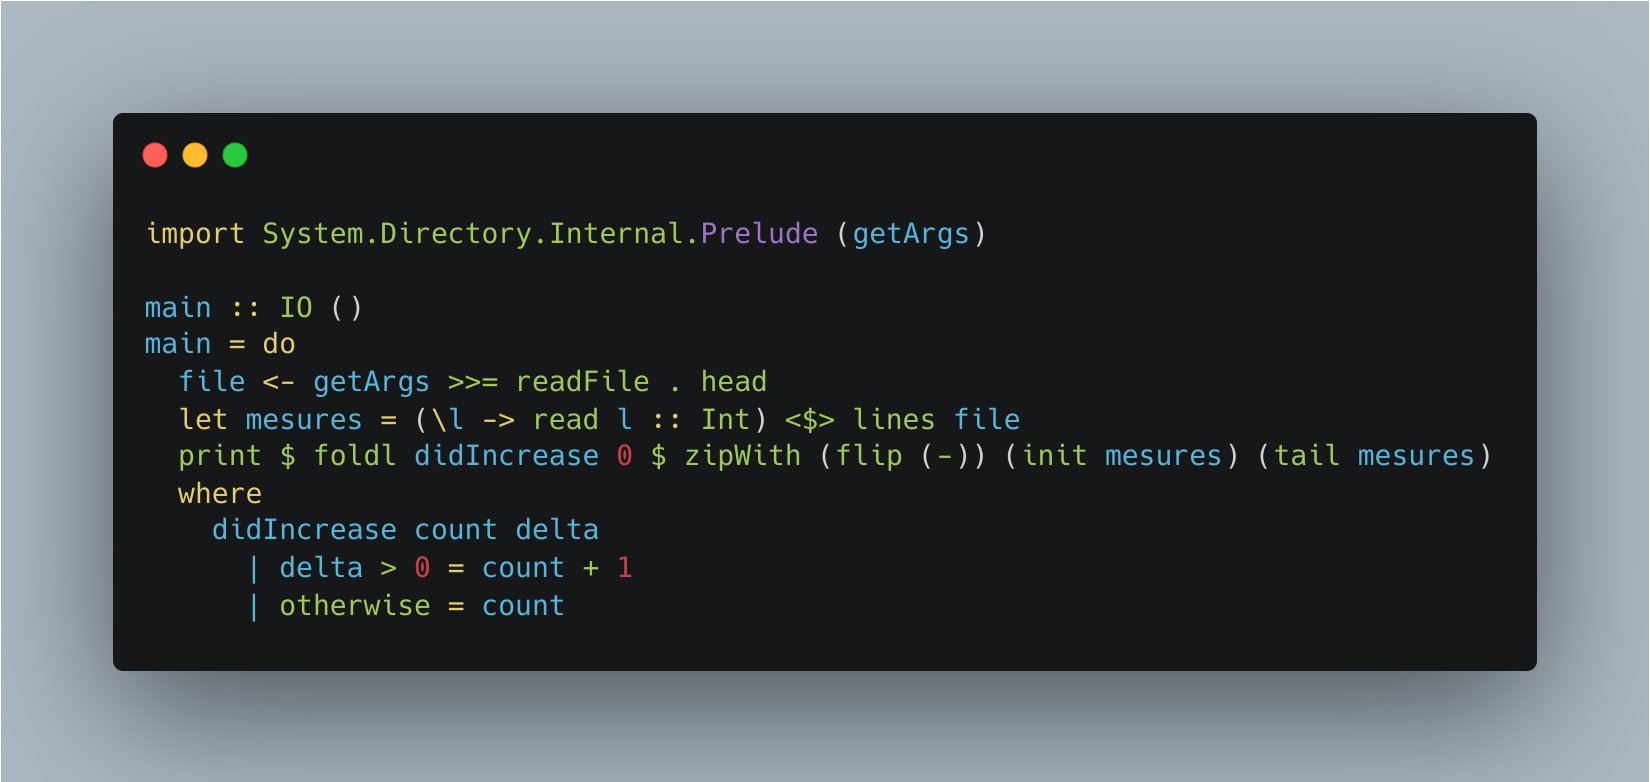 import System.Directory.Internal.Prelude (getArgs)
main :: IO ()
main = do
  file <- getArgs >>= readFile . head
  let mesures = (\l -> read l :: Int) <$> lines file
  print $ foldl didIncrease 0 $ zipWith (flip (-)) (init mesures) (tail mesures)
  where
    didIncrease count delta
      | delta > 0 = count + 1
      | otherwise = count